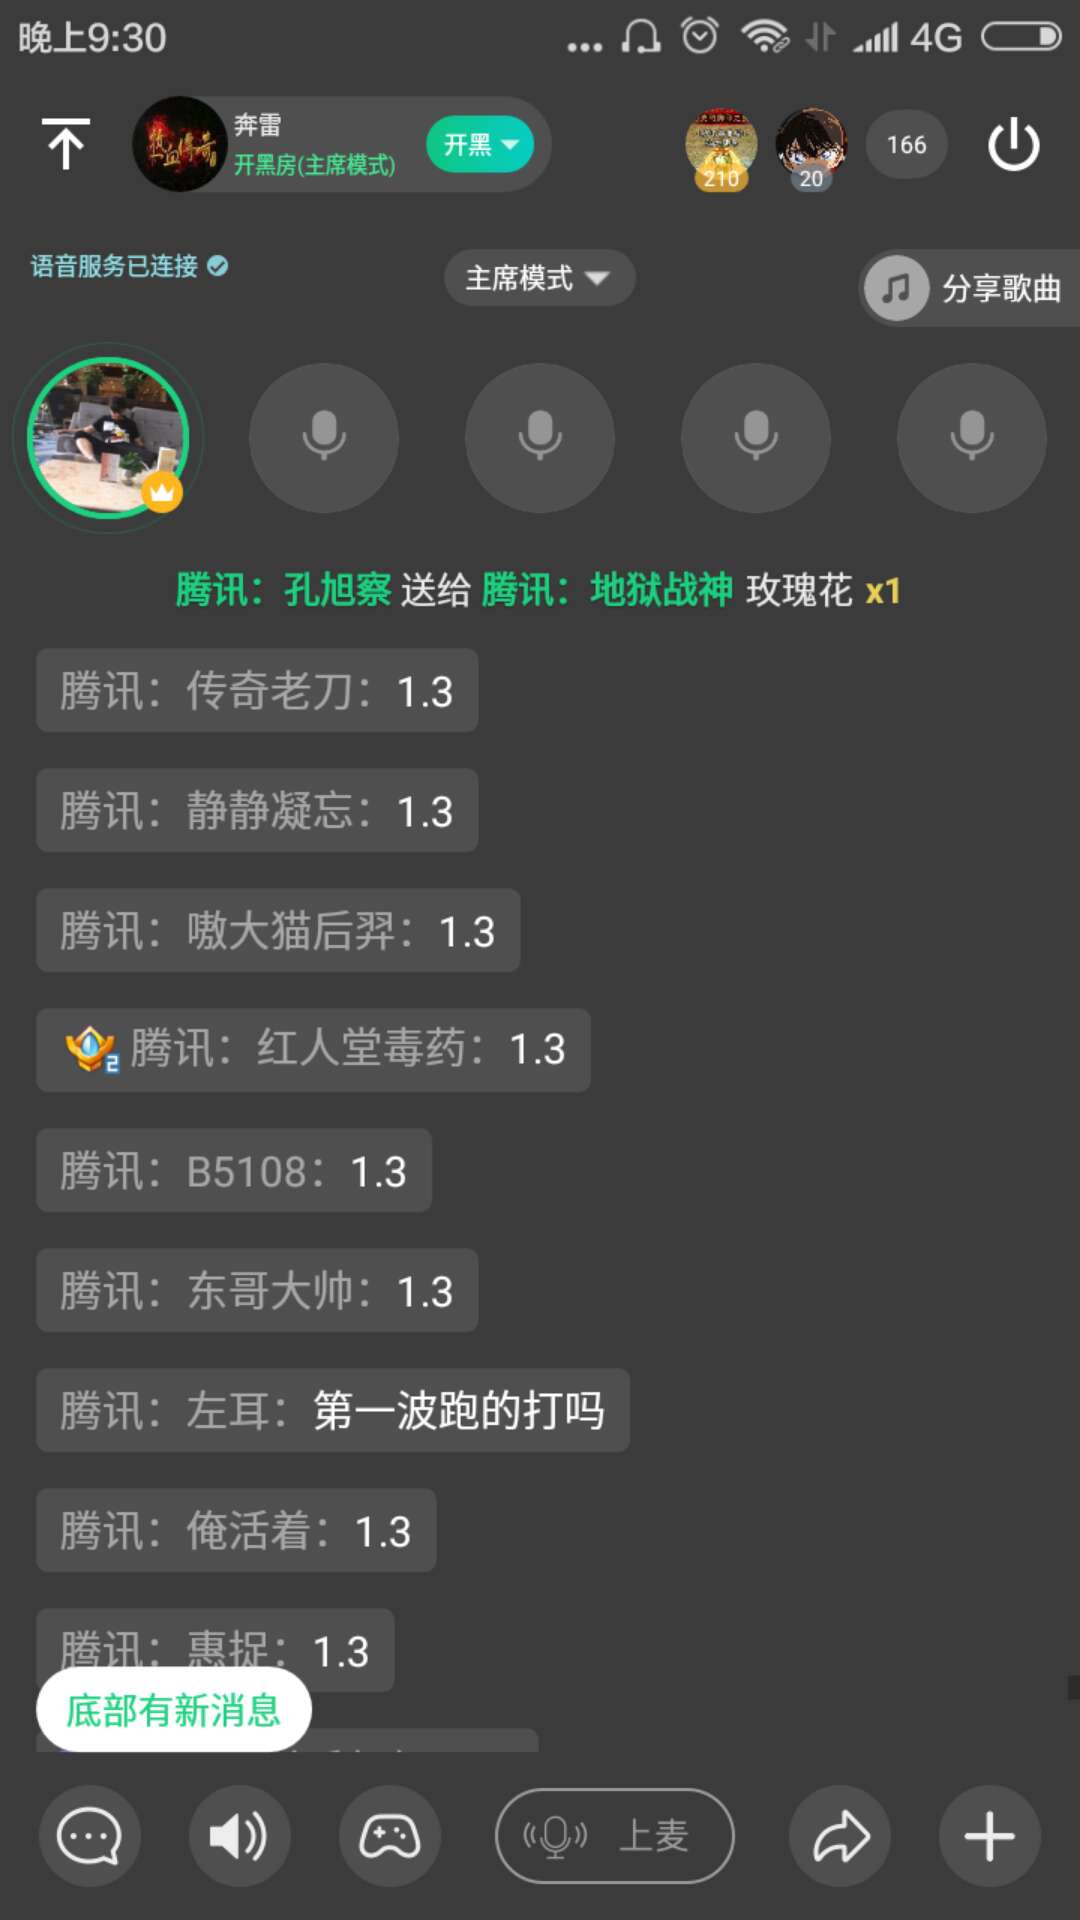 晚上9:30
4G
热血传奇
奔雷
开黑房(主席模式)
开黑
210
20
166
语音服务已连接
主席模式
分享歌曲
腾讯：孔旭察 送给 腾讯：地狱战神 玫瑰花 x1
腾讯：传奇老刀：1.3
腾讯：静静凝忘：1.3
腾讯：嗷大猫后羿：1.3
2 腾讯：红人堂毒药：1.3
腾讯：B5108：1.3
腾讯：东哥大帅：1.3
腾讯：左耳：第一波跑的打吗
腾讯：俺活着：1.3
腾讯：惠捉：1.3
底部有新消息
上麦